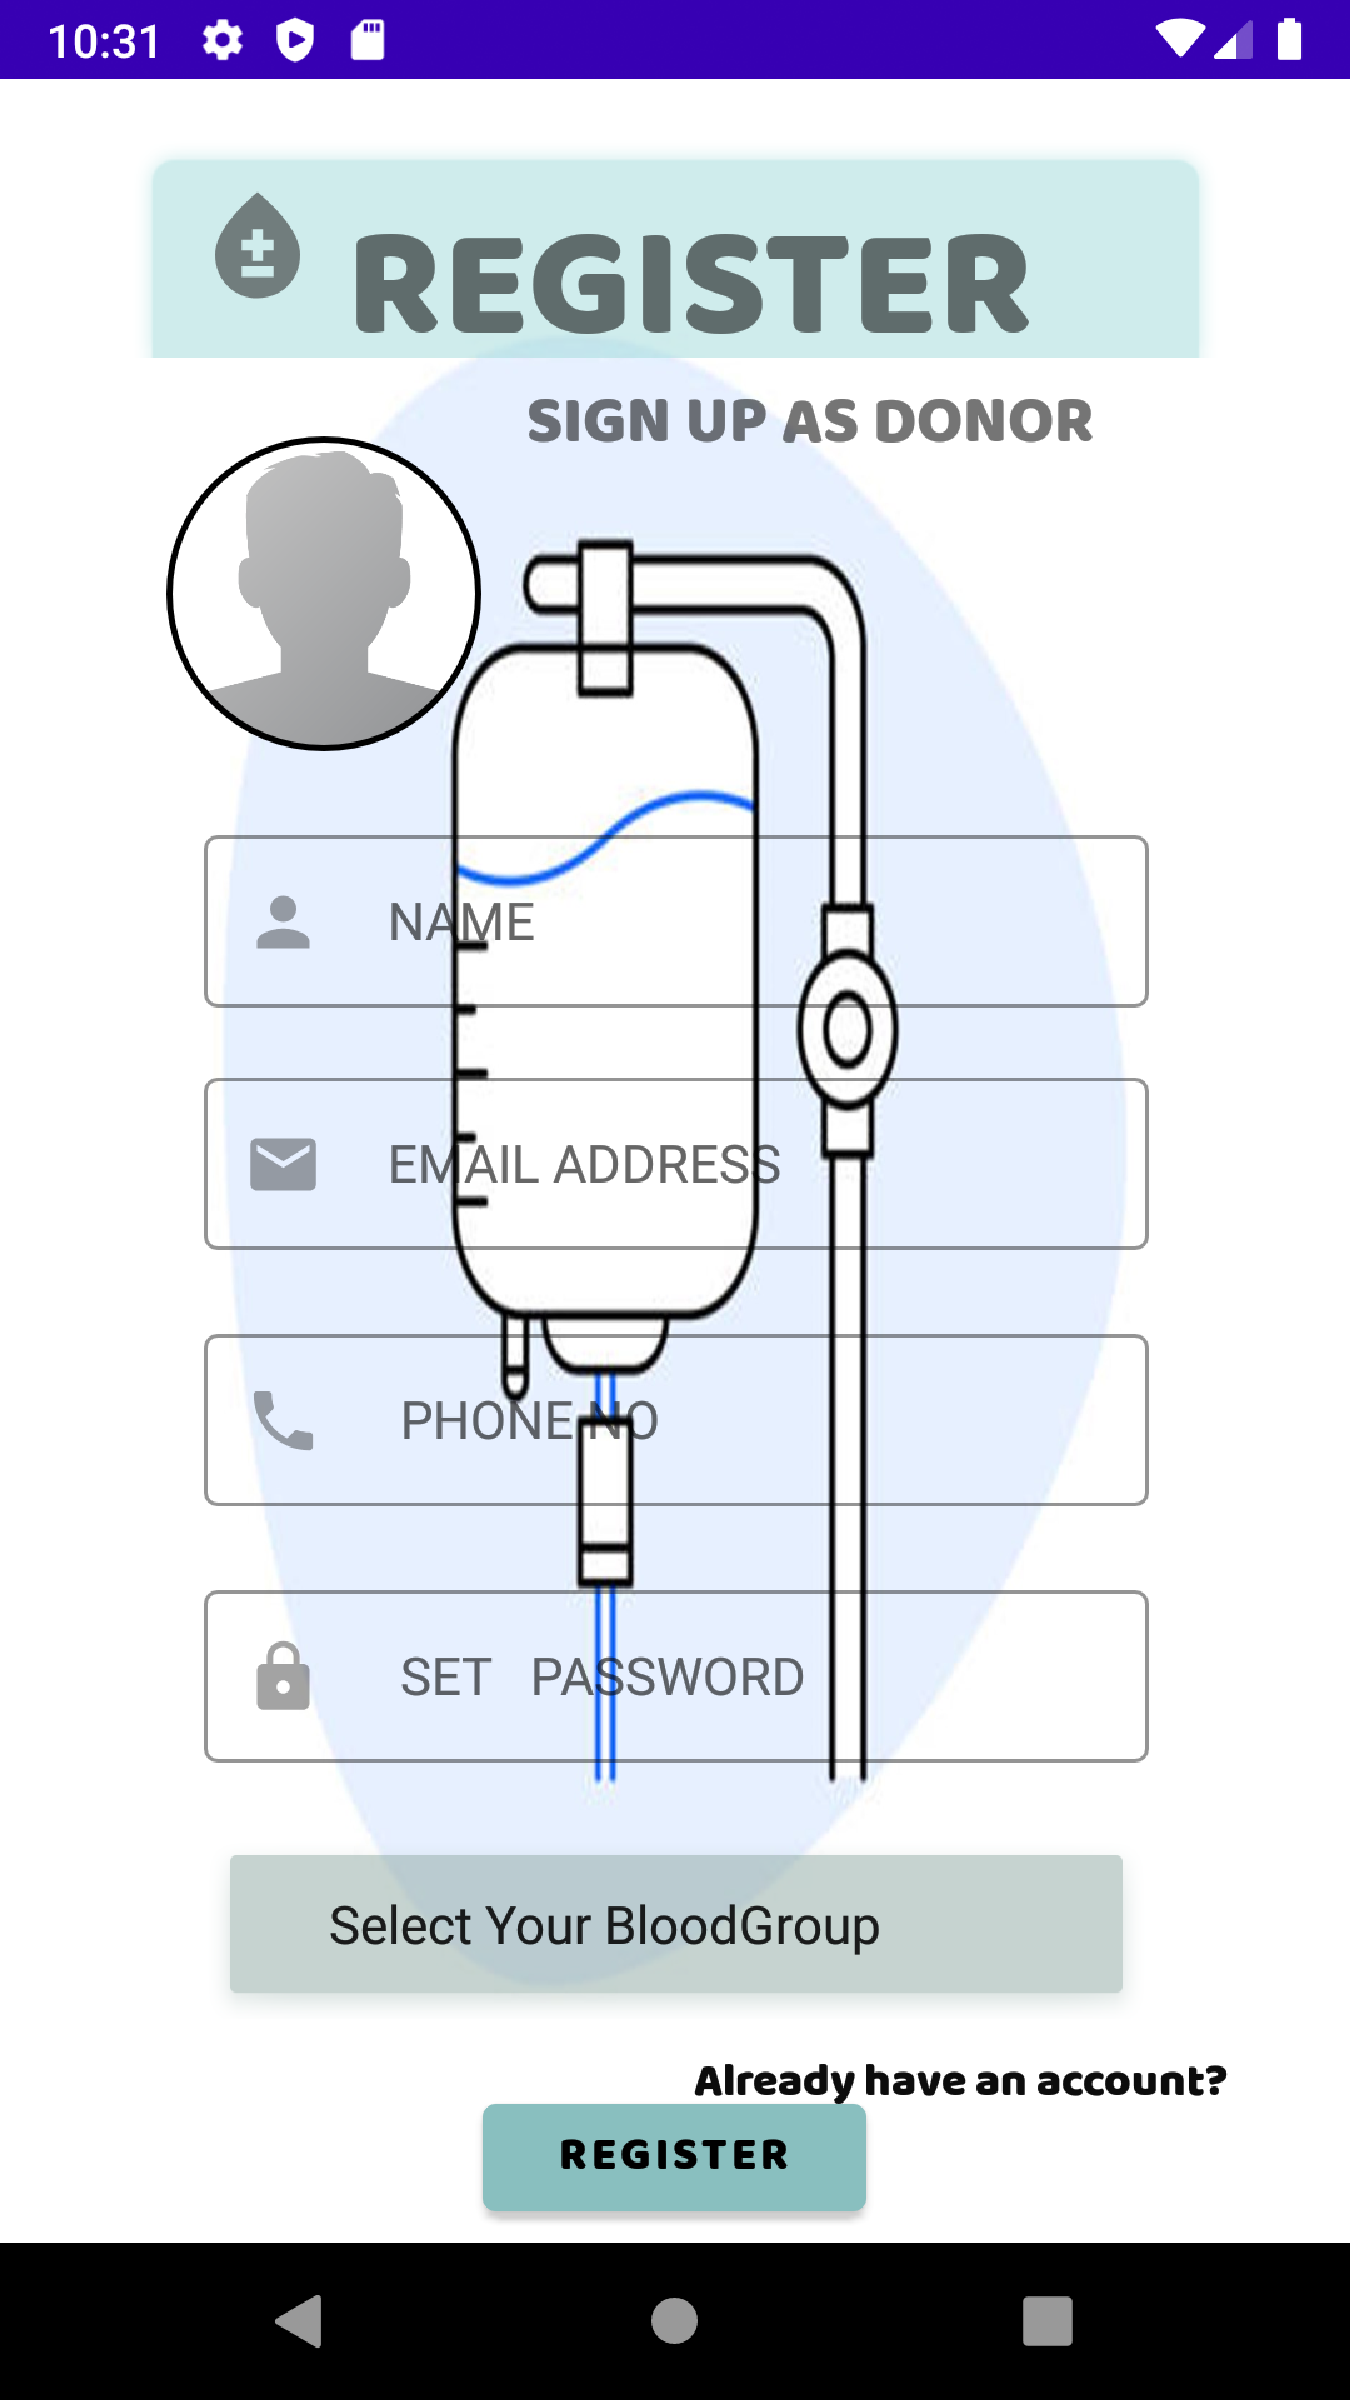 10:31
REGISTER
SIGN UP AS DONOR
NAME
EMAIL ADDRESS
PHONE NO
SET PASSWORD
Select Your BloodGroup
Already have an account?
REGISTER